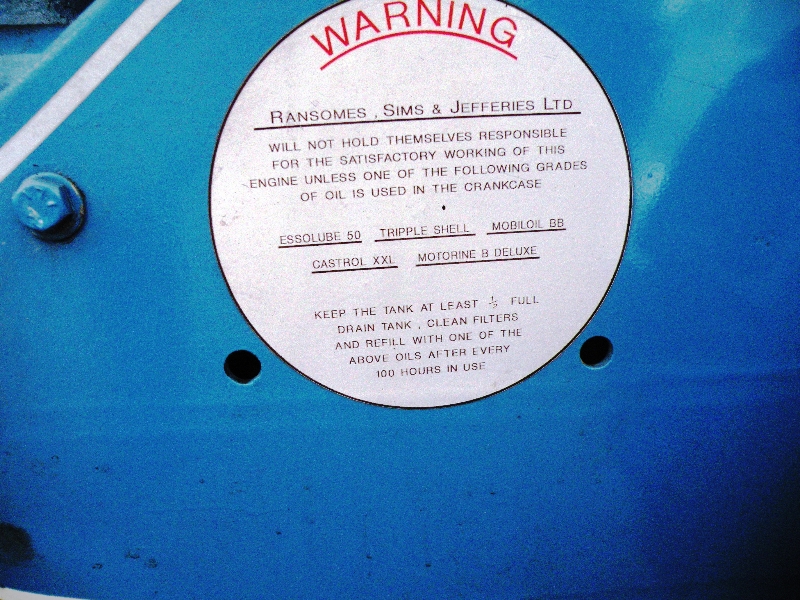 WARNING
RANSOMES, SIMS & JEFFERIES LTD
WILL NOT HOLD THEMSELVES RESPONSIBLE
FOR THE SATISFACTORY WORKING OF THIS
ENGINE UNLESS ONE OF THE FOLLOWING GRADES
OF OIL IS USED IN THE CRANKCASE
ESSOLUBE 50 TRIPPLE SHELL MOBILOIL BB
CASTROL XXL MOTORINE B DELUXE
KEEP THE TANK AT LEAST ½ FULL
DRAIN TANK, CLEAN FILTERS
AND REFILL WITH ONE OF THE
ABOVE OILS AFTER EVERY
100 HOURS IN USE